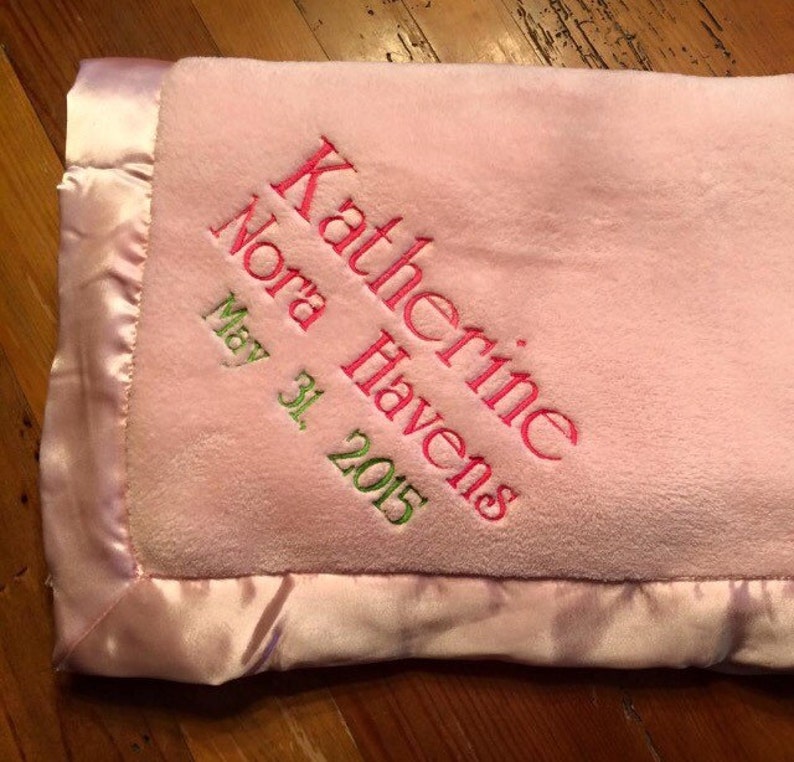 Katherine
Nora Havens
May 31, 2015